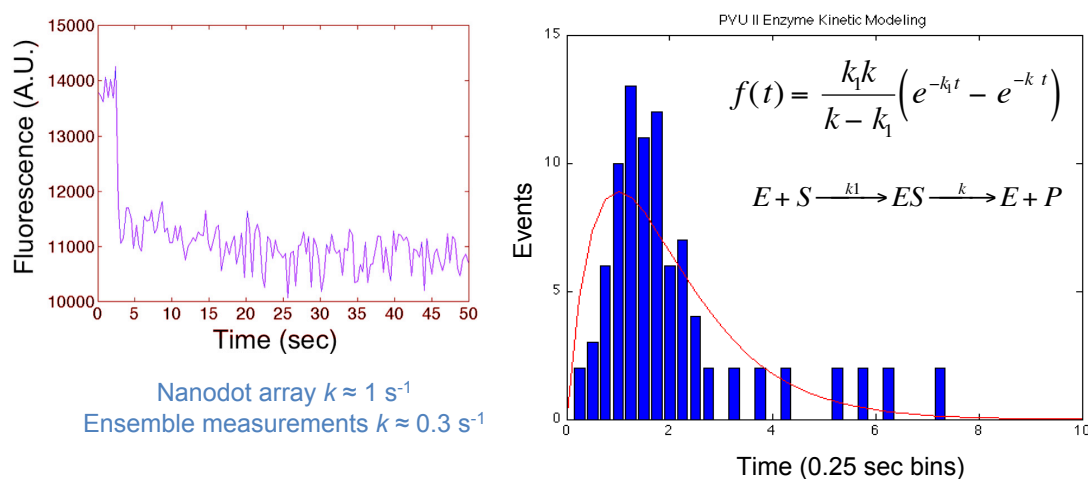 15000
14000
13000
12000
11000
10000
Fluorescence (A.U.)
0 5 10 15 20 25 30 35 40 45 50
Time (sec)
Nanodot array k ≈ 1 s⁻¹
Ensemble measurements k ≈ 0.3 s⁻¹
PVU II Enzyme Kinetic Modeling
15
10
5
0
Events
f(t) = k₁k / (k − k₁) (e^{−k₁t} − e^{−k t})
E + S —k1→ ES —k→ E + P
0 2 4 6 8 10
Time (0.25 sec bins)